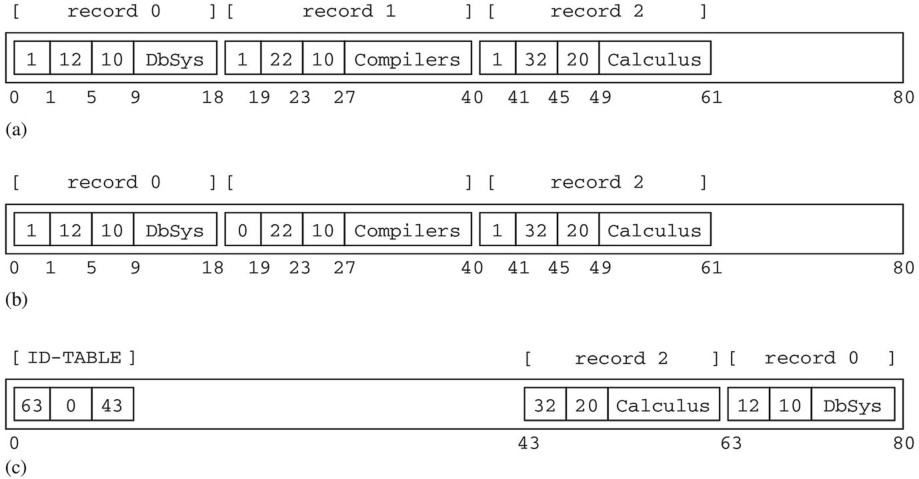 [ record 0 ] [ record 1 ] [ record 2 ]
1 12 10 DbSys 1 22 10 Compilers 1 32 20 Calculus
0 1 5 9 18 19 23 27 40 41 45 49 61 80
(a)
[ record 0 ] [ ] [ record 2 ]
1 12 10 DbSys 0 22 10 Compilers 1 32 20 Calculus
0 1 5 9 18 19 23 27 40 41 45 49 61 80
(b)
[ ID-TABLE ] [ record 2 ] [ record 0 ]
63 0 43 32 20 Calculus 12 10 DbSys
0 43 63 80
(c)